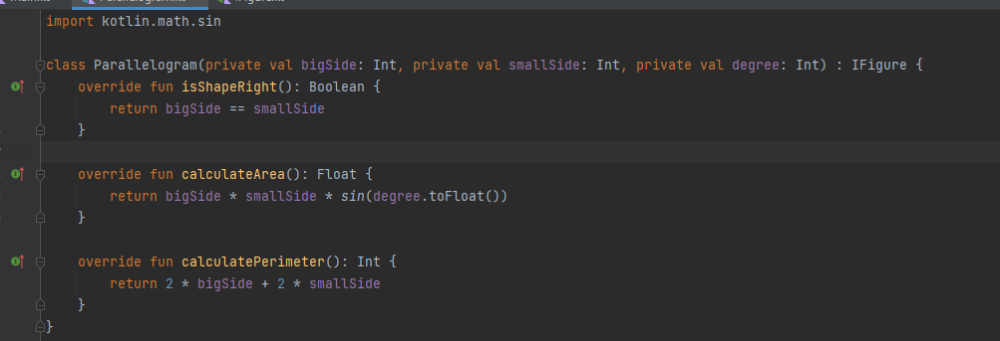 import kotlin.math.sin
class Parallelogram(private val bigSide: Int, private val smallSide: Int, private val degree: Int) : IFigure {
override fun isShapeRight(): Boolean {
return bigSide == smallSide
}
override fun calculateArea(): Float {
return bigSide * smallSide * sin(degree.toFloat())
}
override fun calculatePerimeter(): Int {
return 2 * bigSide + 2 * smallSide
}
}